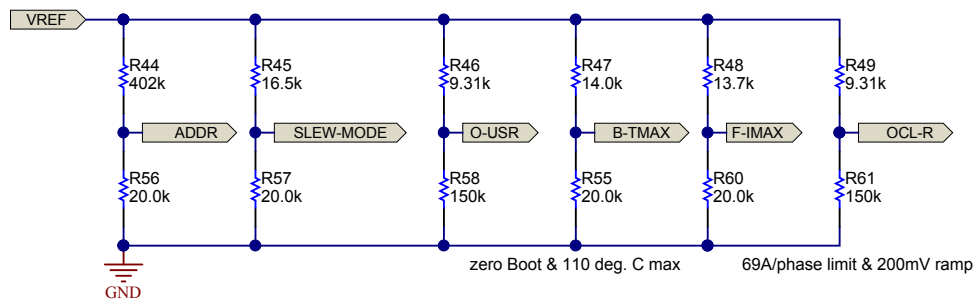 VREF
R44
402k
R45
16.5k
R46
9.31k
R47
14.0k
R48
13.7k
R49
9.31k
ADDR
SLEW-MODE
O-USR
B-TMAX
F-IMAX
OCL-R
R56
20.0k
R57
20.0k
R58
150k
R55
20.0k
R60
20.0k
R61
150k
zero Boot & 110 deg. C max
69A/phase limit & 200mV ramp
GND